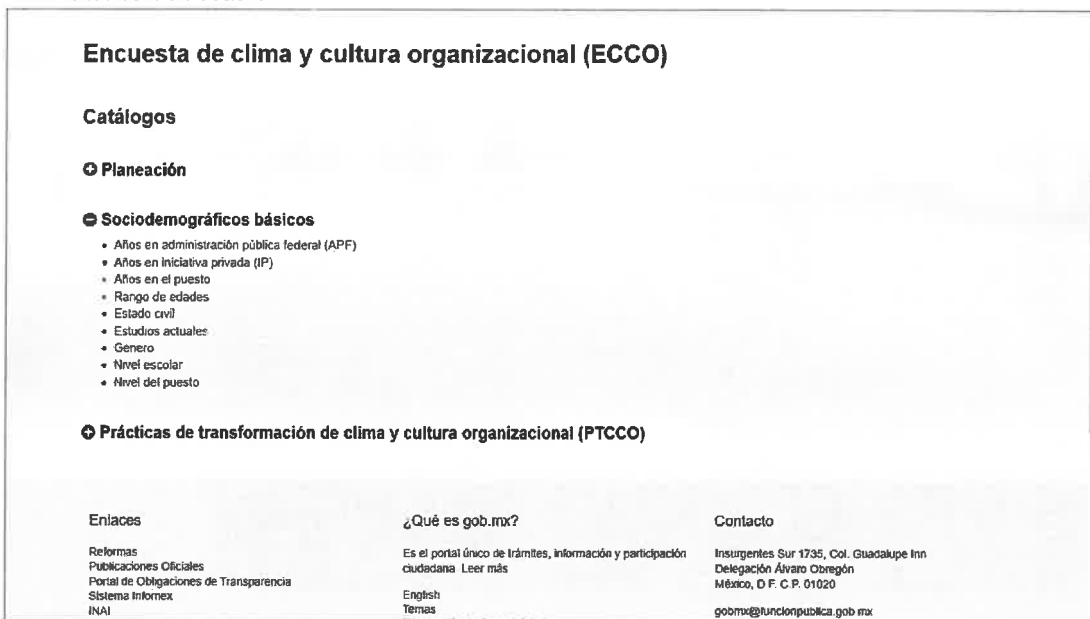 Encuesta de clima y cultura organizacional (ECCO)
Catálogos
Planeación
Sociodemográficos básicos
• Años en administración pública federal (APF)
• Años en iniciativa privada (IP)
• Años en el puesto
• Rango de edades
• Estado civil
• Estudios actuales
• Genero
• Nivel escolar
• Nivel del puesto
Prácticas de transformación de clima y cultura organizacional (PTCCO)
Enlaces
Reformas
Publicaciones Oficiales
Portal de Obligaciones de Transparencia
Sistema Infomex
INAI
¿Qué es gob.mx?
Es el portal único de trámites, información y participación
ciudadana Leer más
English
Temas
Contacto
Insurgentes Sur 1735, Col. Guadalupe Inn
Delegación Álvaro Obregón
México, D F. C.P. 01020
gobmx@funcionpublica.gob mx